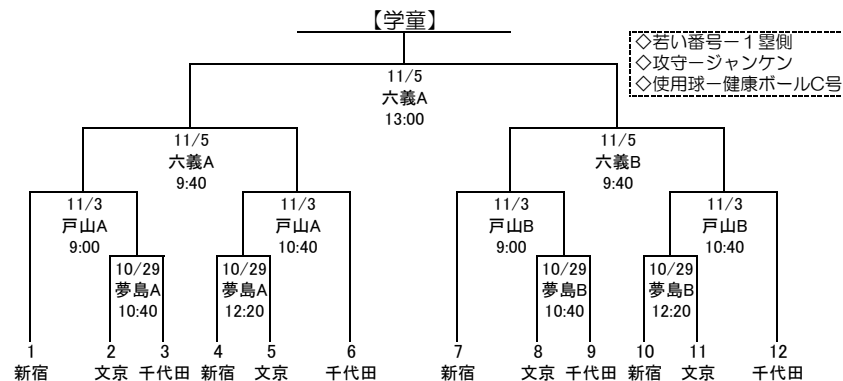 【学童】
◇若い番号－１塁側
◇攻守－ジャンケン
◇使用球－健康ボールC号
11/5
六義A
13:00
11/5
六義A
9:40
11/5
六義B
9:40
11/3
戸山A
9:00
11/3
戸山A
10:40
11/3
戸山B
9:00
11/3
戸山B
10:40
10/29
夢島A
10:40
10/29
夢島A
12:20
10/29
夢島B
10:40
10/29
夢島B
12:20
1 2 3 4 5 6 7 8 9 10 11 12
新宿 文京 千代田 新宿 文京 千代田 新宿 文京 千代田 新宿 文京 千代田